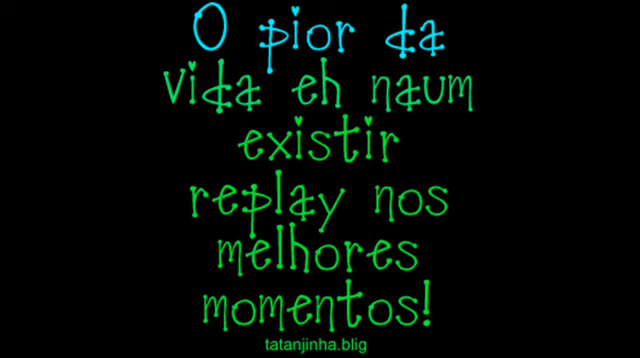 O pior da
vida eh naum
existir
replay nos
melhores
momentos!
tatanjinha.blig